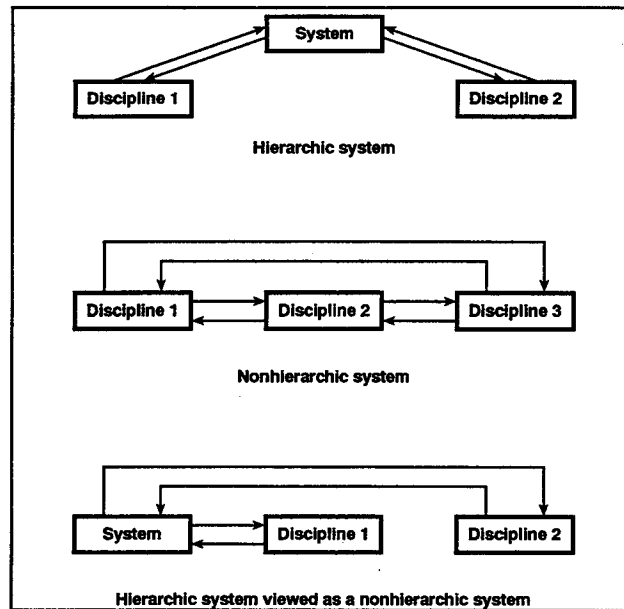 System
Discipline 1
Discipline 2
Hierarchic system
Discipline 1
Discipline 2
Discipline 3
Nonhierarchic system
System
Discipline 1
Discipline 2
Hierarchic system viewed as a nonhierarchic system